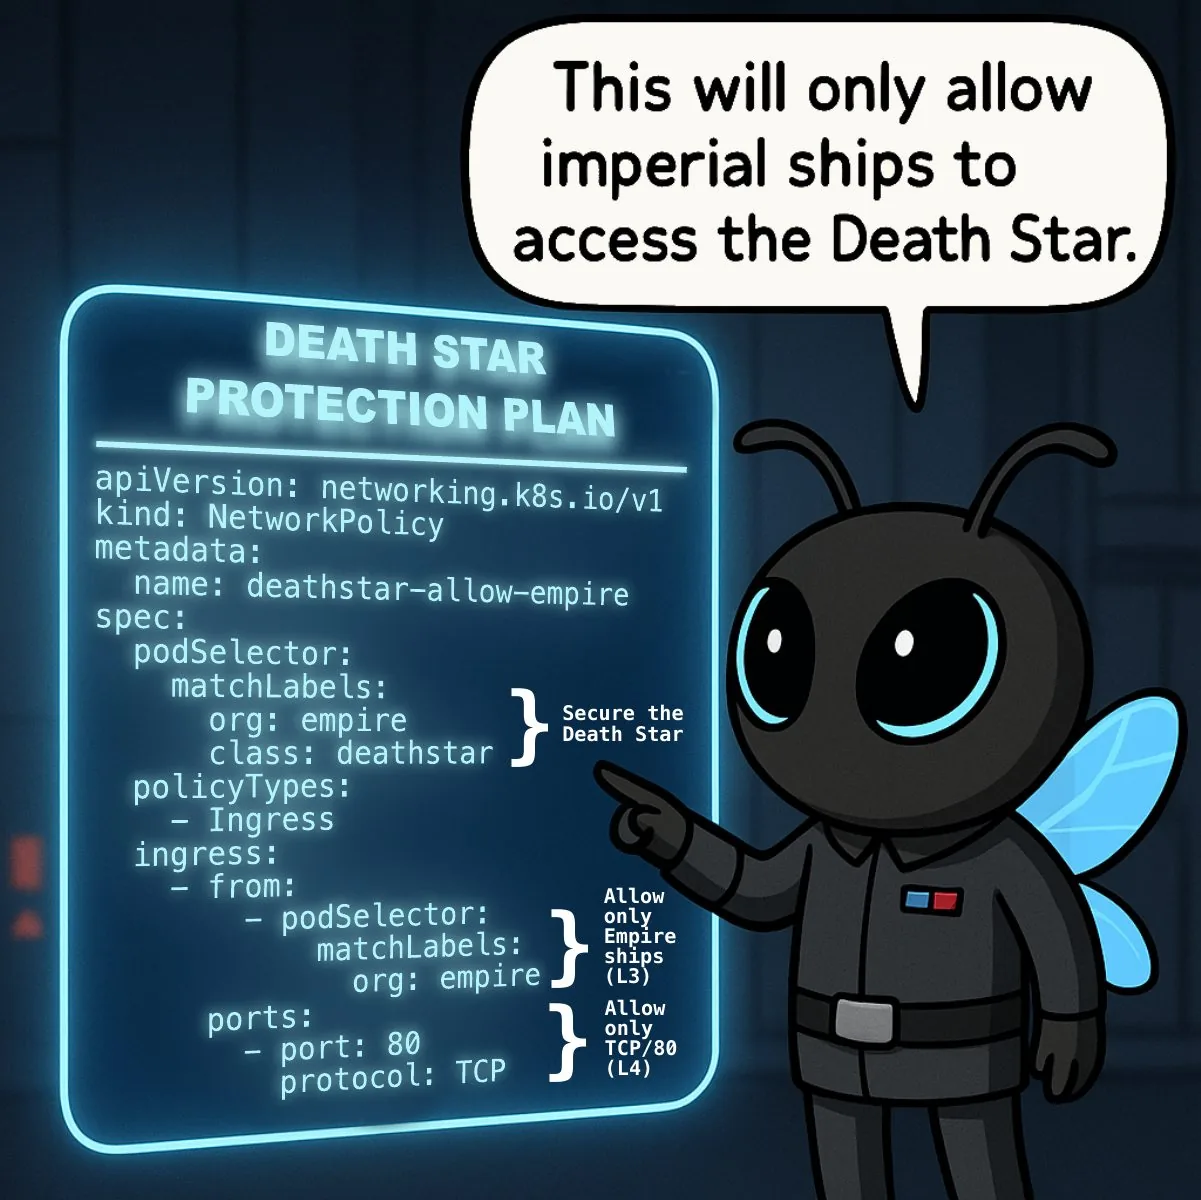 This will only allow
imperial ships to
access the Death Star.
DEATH STAR
PROTECTION PLAN
apiVersion: networking.k8s.io/v1
kind: NetworkPolicy
metadata:
  name: deathstar-allow-empire
spec:
  podSelector:
    matchLabels:
      org: empire
      class: deathstar
} Secure the
Death Star
  policyTypes:
    – Ingress
  ingress:
    – from:
        – podSelector:
            matchLabels:
              org: empire
} Allow
only
Empire
ships
(L3)
      ports:
        – port: 80
          protocol: TCP
} Allow
only
TCP/80
(L4)